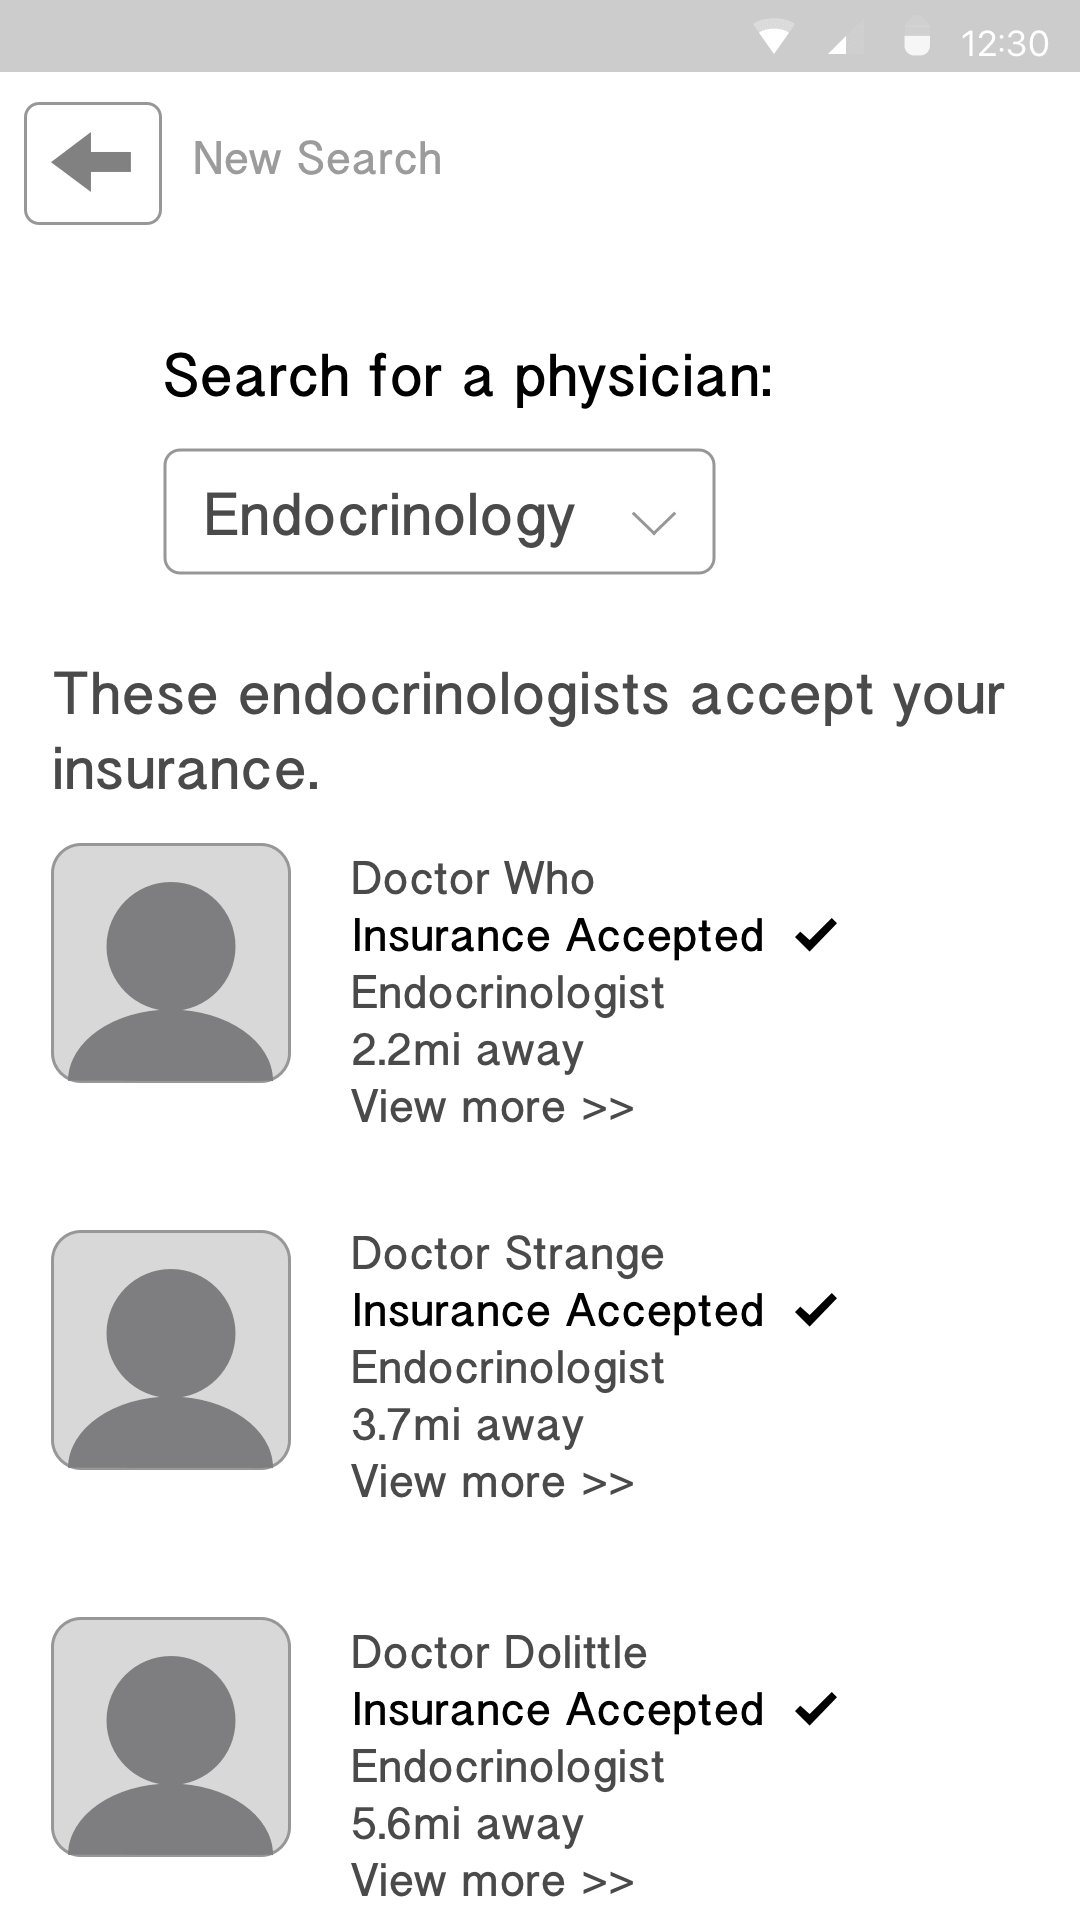 12:30
New Search
Search for a physician:
Endocrinology
These endocrinologists accept your
insurance.
Doctor Who
Insurance Accepted ✔
Endocrinologist
2.2mi away
View more >>
Doctor Strange
Insurance Accepted ✔
Endocrinologist
3.7mi away
View more >>
Doctor Dolittle
Insurance Accepted ✔
Endocrinologist
5.6mi away
View more >>